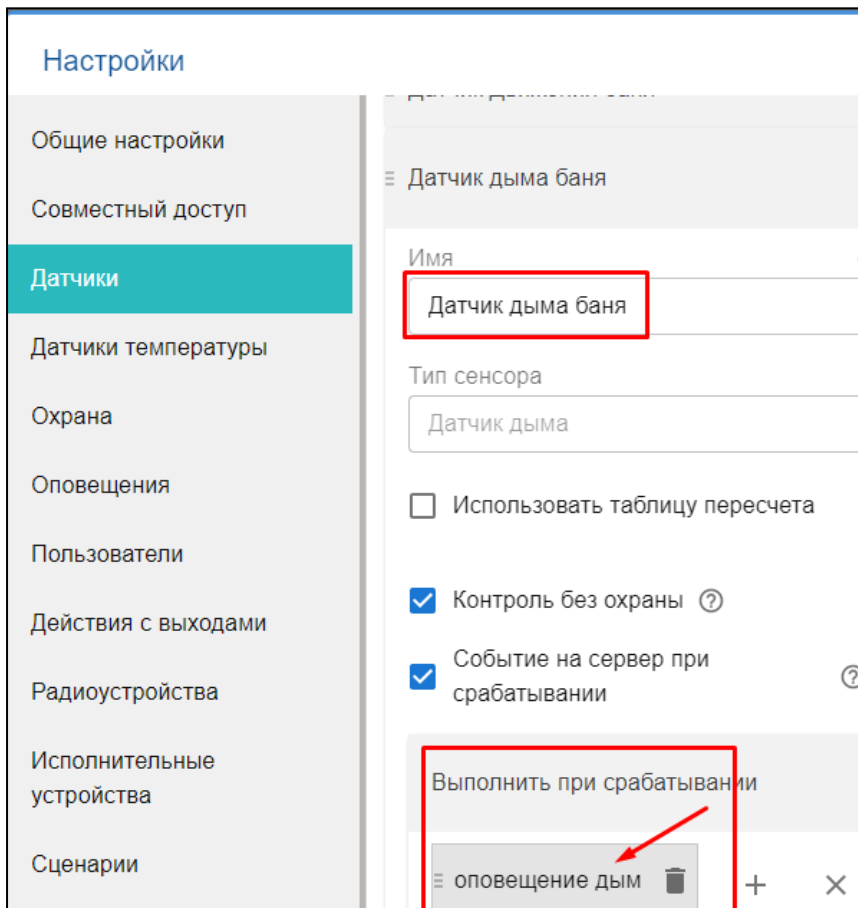 Настройки
Общие настройки
Совместный доступ
Датчики
Датчики температуры
Охрана
Оповещения
Пользователи
Действия с выходами
Радиоустройства
Исполнительные
устройства
Сценарии
Датчик дыма баня
Имя
Датчик дыма баня
Тип сенсора
Датчик дыма
Использовать таблицу пересчета
Контроль без охраны
Событие на сервер при
срабатывании
Выполнить при срабатывании
оповещение дым